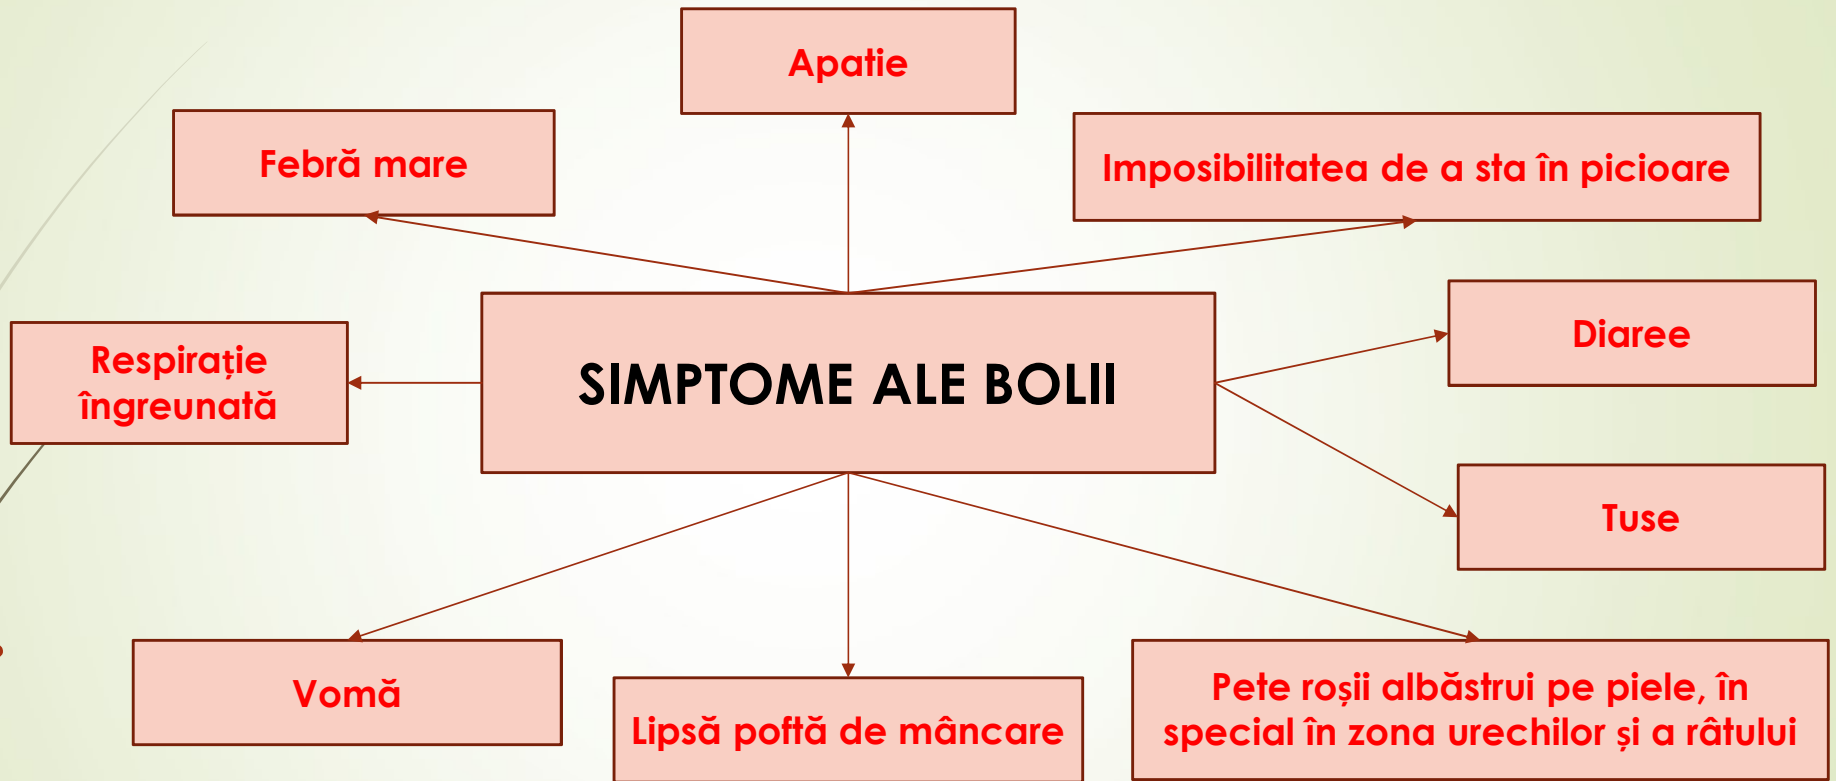 Apatie
Febră mare
Imposibilitatea de a sta în picioare
Respirație
îngreunată
SIMPTOME ALE BOLII
Diaree
Tuse
Vomă
Lipsă poftă de mâncare
Pete roșii albăstrui pe piele, în
special în zona urechilor și a râtului